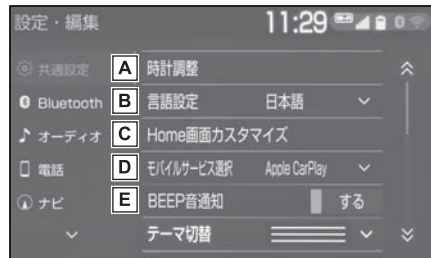 設定・編集 11:29
共通設定 A 時計調整
Bluetooth B 言語設定 日本語
オーディオ C Home画面カスタマイズ
電話 D モバイルサービス選択 Apple CarPlay
ナビ E BEEP音通知 する
テーマ切替